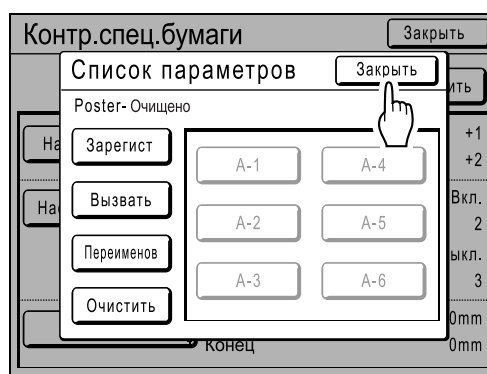 Контр.спец.бумаги
Закрыть
Список параметров
Закрыть
Poster- Очищено
Зарегист
Вызвать
Переименов
Очистить
A-1
A-4
A-2
A-5
A-3
A-6
+1
+2
Вкл.
2
3
Конец
0mm
0mm